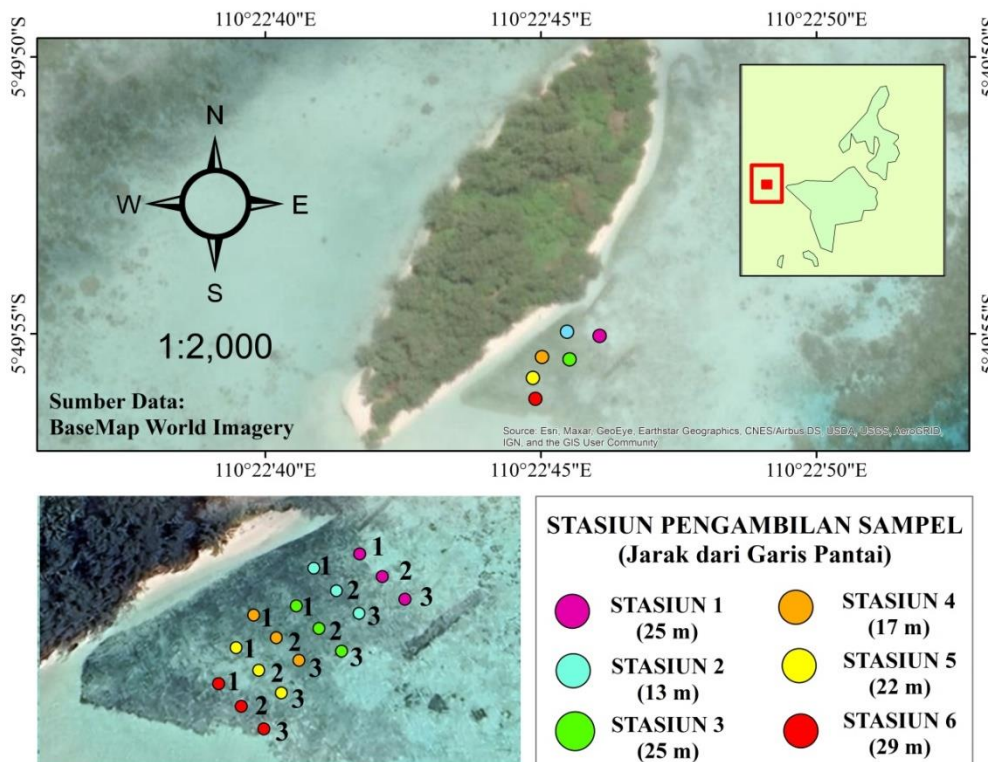 110°22'40"E 110°22'45"E 110°22'50"E
5°49'50"S 5°49'50"S
N
W E
S
5°49'55"S 5°49'55"S
1:2,000
Sumber Data:
BaseMap World Imagery
Source: Esri, Maxar, GeoEye, Earthstar Geographics, CNES/Airbus DS, USDA, USGS, AeroGRID,
IGN, and the GIS User Community
110°22'40"E 110°22'45"E 110°22'50"E
1
1 2
2 3
1 3
1 2
2 3
1 3
2
1 3
2
3
STASIUN PENGAMBILAN SAMPEL
(Jarak dari Garis Pantai)
STASIUN 1
(25 m)
STASIUN 2
(13 m)
STASIUN 3
(25 m)
STASIUN 4
(17 m)
STASIUN 5
(22 m)
STASIUN 6
(29 m)